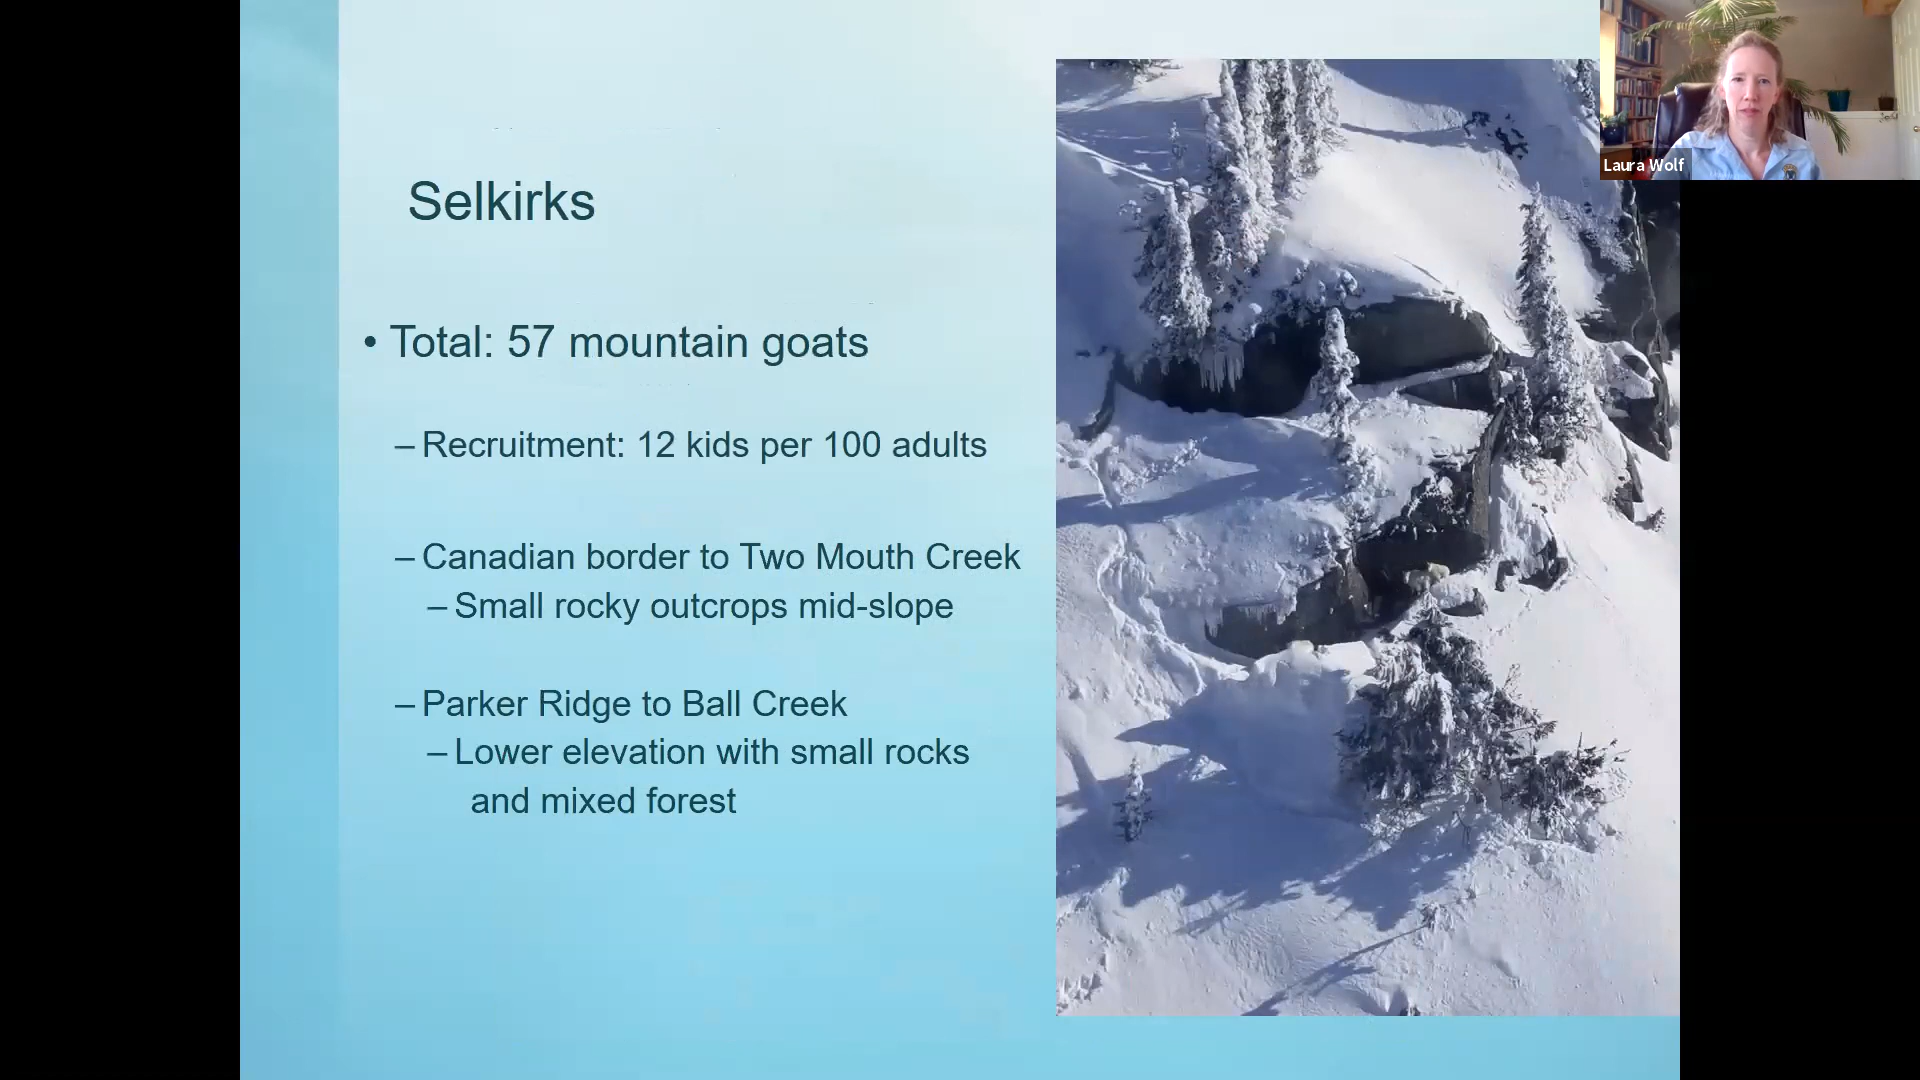 Selkirks
• Total: 57 mountain goats
– Recruitment: 12 kids per 100 adults
– Canadian border to Two Mouth Creek
– Small rocky outcrops mid-slope
– Parker Ridge to Ball Creek
– Lower elevation with small rocks
and mixed forest
Laura Wolf